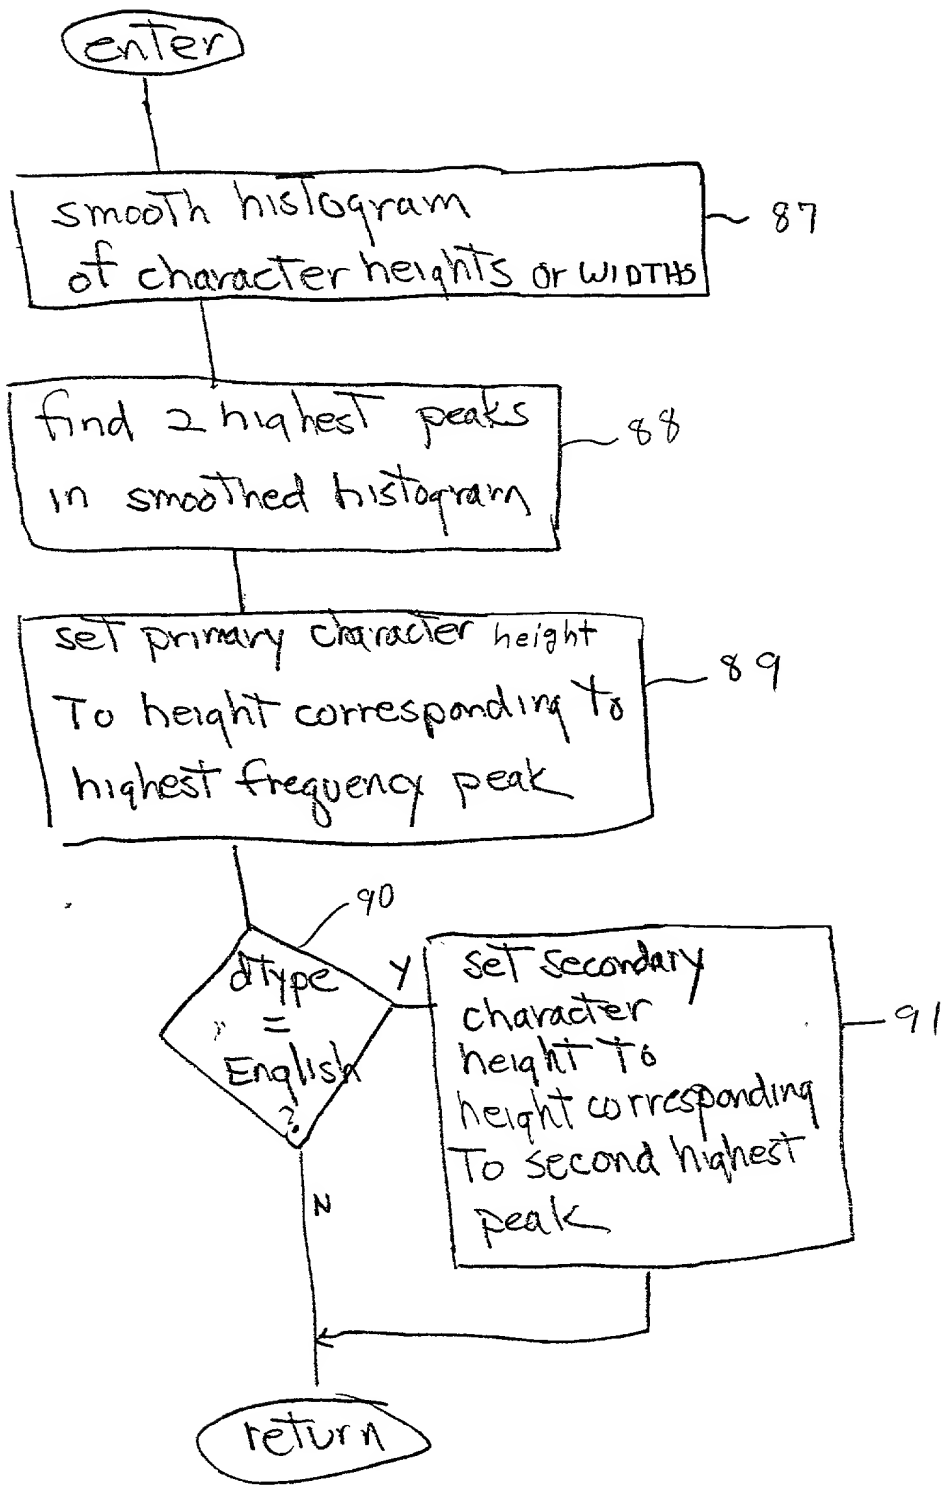 enter
smooth histogram
of character heights or WIDTHS
87
find 2 highest peaks
in smoothed histogram
88
set primary character height
To height corresponding to
highest frequency peak
89
90
dType
=
English
?
Y
N
set secondary
character
height To
height corresponding
To second highest
peak
91
return